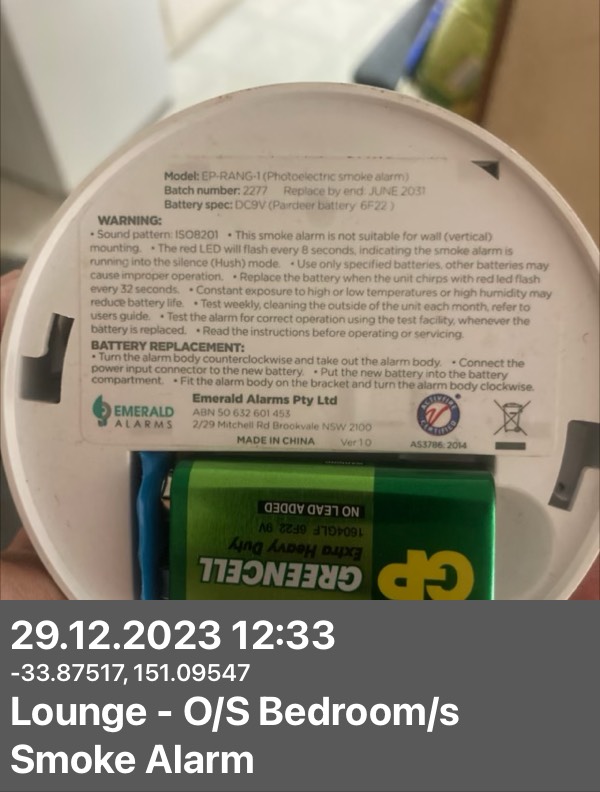 Model: EP-RANG-1 (Photoelectric smoke alarm)
Batch number: 2277 Replace by end: JUNE 2031
Battery spec: DC9V (Pairdeer battery 6F22 )
WARNING:
• Sound pattern: ISO8201 • This smoke alarm is not suitable for wall (vertical)
mounting. • The red LED will flash every 8 seconds, indicating the smoke alarm is
running into the silence (Hush) mode. • Use only specified batteries, other batteries may
cause improper operation. • Replace the battery when the unit chirps with red led flash
every 32 seconds. • Constant exposure to high or low temperatures or high humidity may
reduce battery life. • Test weekly, cleaning the outside of the unit each month, refer to
users guide. • Test the alarm for correct operation using the test facility, whenever the
battery is replaced. • Read the instructions before operating or servicing.
BATTERY REPLACEMENT:
• Turn the alarm body counterclockwise and take out the alarm body. • Connect the
power input connector to the new battery. • Put the new battery into the battery
compartment. • Fit the alarm body on the bracket and turn the alarm body clockwise.
EMERALD
ALARMS
Emerald Alarms Pty Ltd
ABN 50 632 601 453
2/29 Mitchell Rd Brookvale NSW 2100
MADE IN CHINA Ver 1.0
ACTIVFIRE
CERTIFIED
AS3786: 2014
NO LEAD ADDED
1604GLF 6F22 9V
Extra Heavy Duty
GREENCELL
GP
29.12.2023 12:33
-33.87517, 151.09547
Lounge - O/S Bedroom/s
Smoke Alarm